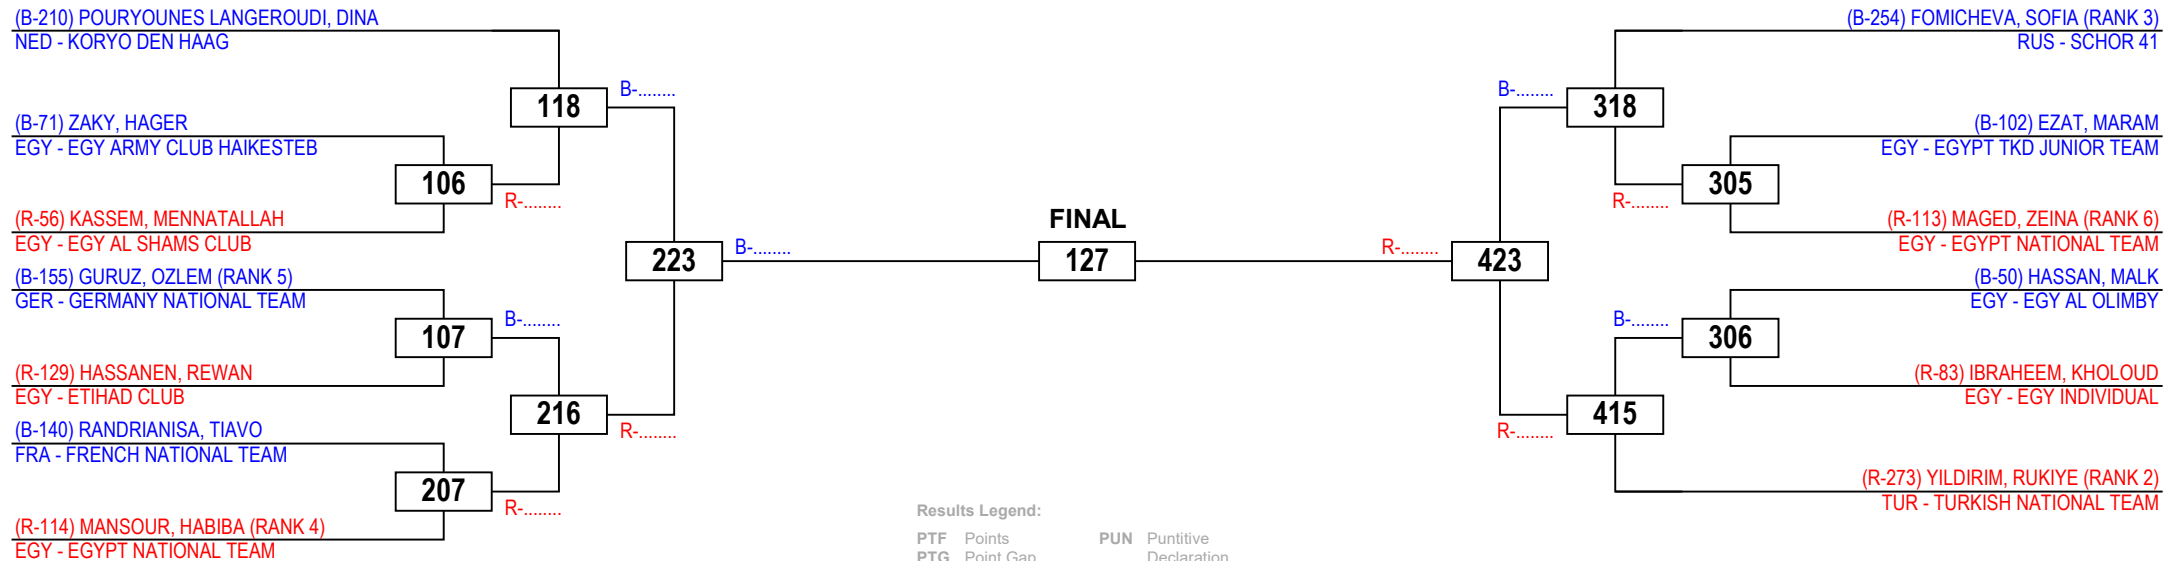 (B-210) POURYOUNES LANGEROUDI, DINA
NED - KORYO DEN HAAG
118
B-........
(B-71) ZAKY, HAGER
EGY - EGY ARMY CLUB HAIKESTEB
106
R-........
(R-56) KASSEM, MENNATALLAH
EGY - EGY AL SHAMS CLUB
223
B-........
(B-155) GURUZ, OZLEM (RANK 5)
GER - GERMANY NATIONAL TEAM
107
B-........
(R-129) HASSANEN, REWAN
EGY - ETIHAD CLUB
216
R-........
(B-140) RANDRIANISA, TIAVO
FRA - FRENCH NATIONAL TEAM
207
R-........
(R-114) MANSOUR, HABIBA (RANK 4)
EGY - EGYPT NATIONAL TEAM
FINAL
127
(B-254) FOMICHEVA, SOFIA (RANK 3)
RUS - SCHOR 41
B-........
318
(B-102) EZAT, MARAM
EGY - EGYPT TKD JUNIOR TEAM
R-........
305
(R-113) MAGED, ZEINA (RANK 6)
EGY - EGYPT NATIONAL TEAM
R-........
423
(B-50) HASSAN, MALK
EGY - EGY AL OLIMBY
B-........
306
(R-83) IBRAHEEM, KHOLOUD
EGY - EGY INDIVIDUAL
R-........
415
(R-273) YILDIRIM, RUKIYE (RANK 2)
TUR - TURKISH NATIONAL TEAM
Results Legend:
PTF Points
PTG Point Gap
PUN Puntitive
Declaration